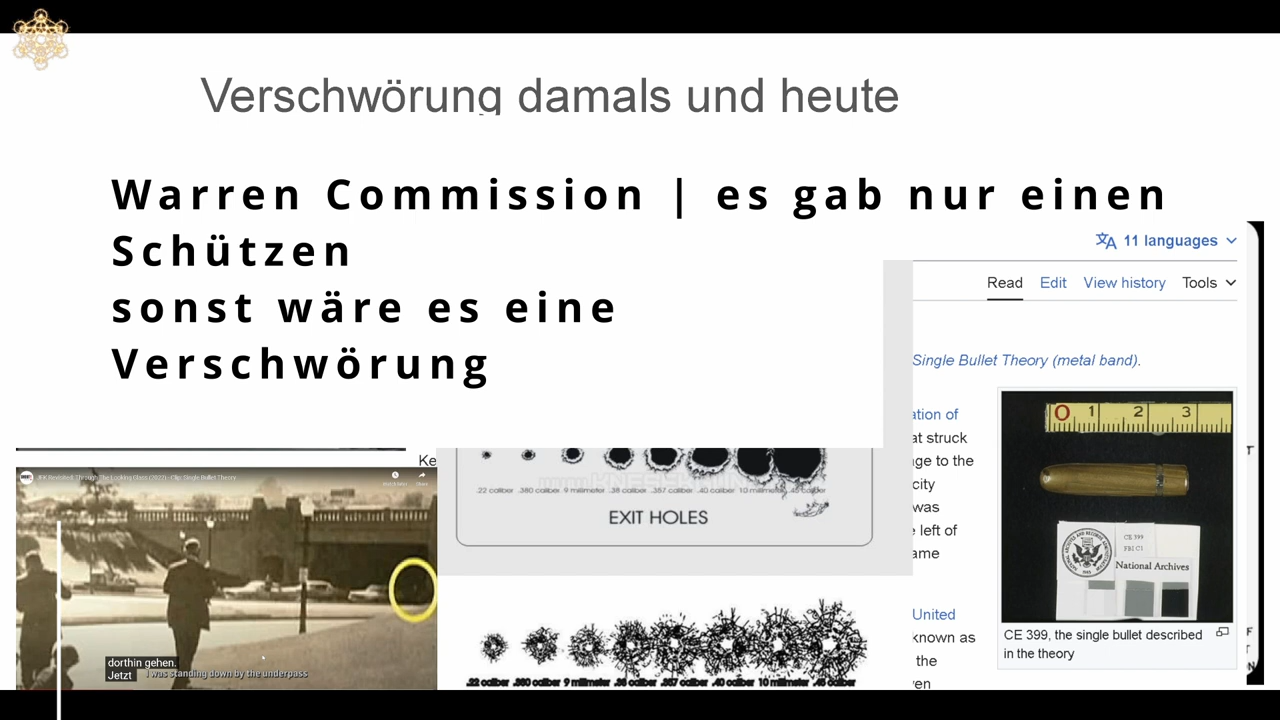 Verschwörung damals und heute
Warren Commission | es gab nur einen
Schützen
sonst wäre es eine
Verschwörung
11 languages
Read Edit View history Tools
Single Bullet Theory (metal band).
ation of
at struck
ge to the
city
was
left of
ame
United
known as
the
en
0 1 2 3
CE 399
FBI C1
National Archives
CE 399, the single bullet described
in the theory
Ke
.22 caliber .380 caliber 9 millimeter .38 caliber .357 caliber .40 caliber 10 millimeter .45 caliber
EXIT HOLES
.22 caliber .380 caliber 9 millimeter .38 caliber .357 caliber .40 caliber 10 millimeter .45 caliber
JFK Revisited: Through The Looking Glass (2022) - Clip: Single Bullet Theory
Share
dorthin gehen.
Jetzt
I was standing down by the underpass